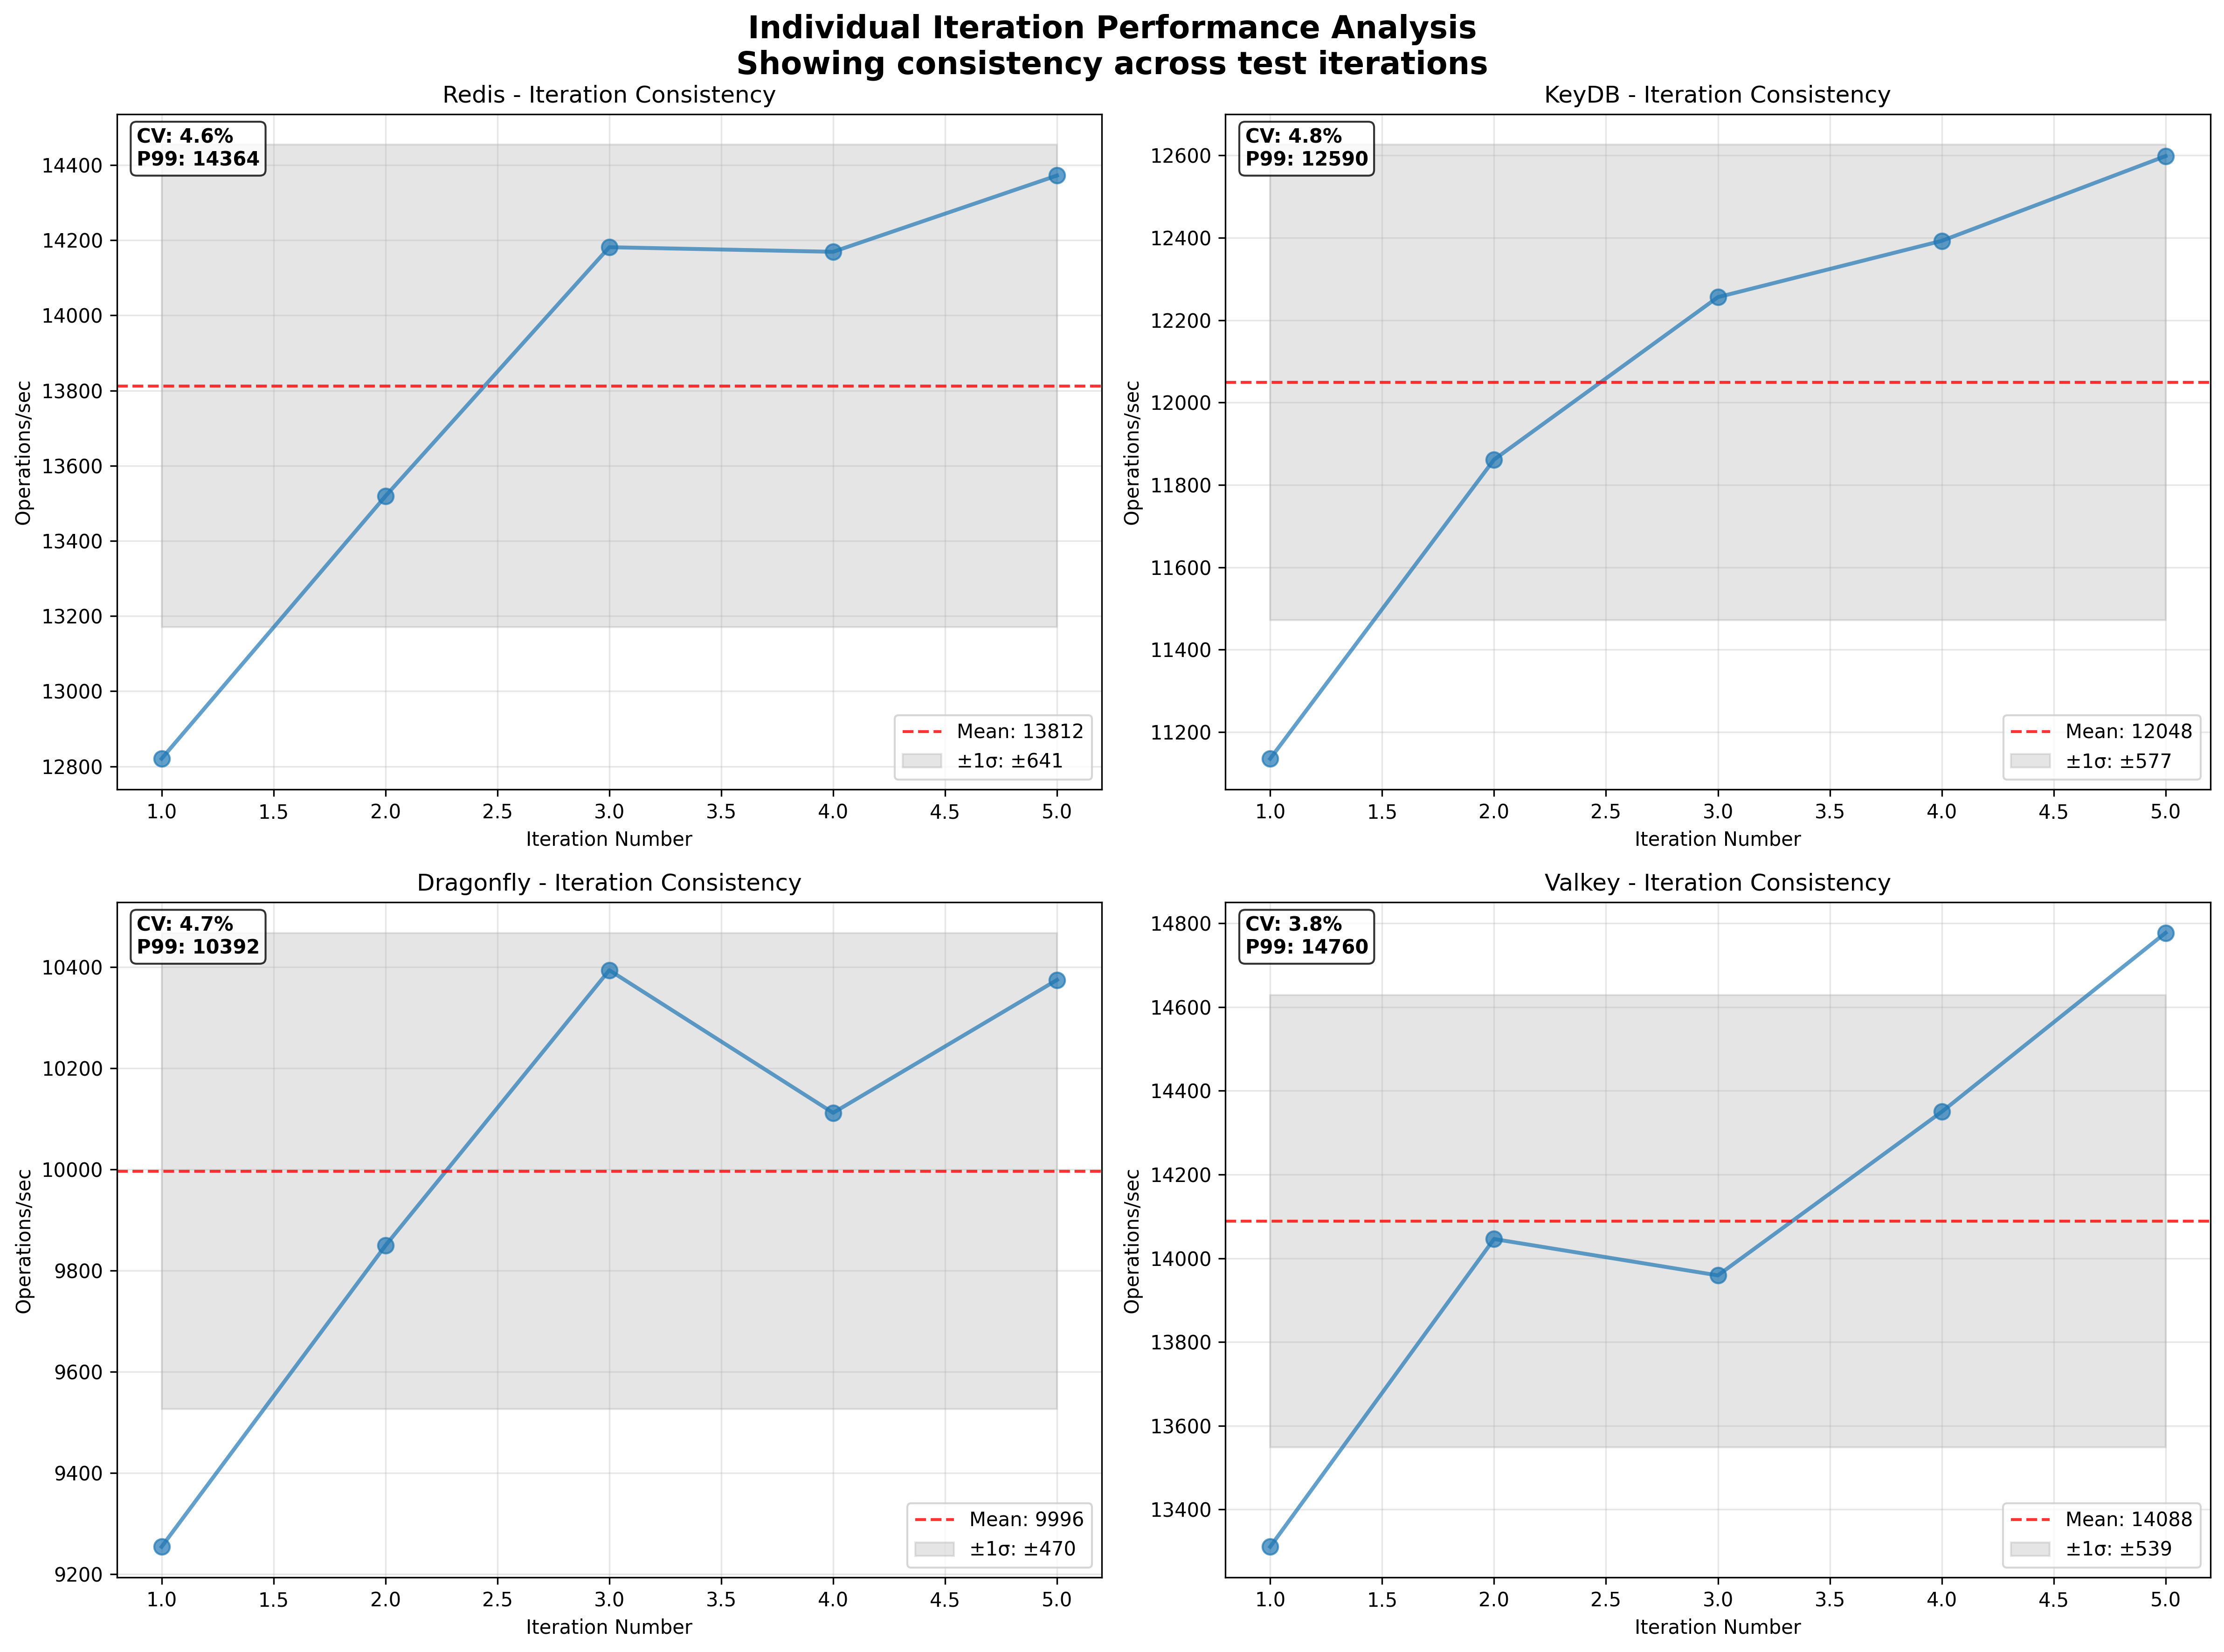 Individual Iteration Performance Analysis
Showing consistency across test iterations
Redis - Iteration Consistency
CV: 4.6%
P99: 14364
14400
14200
14000
13800
13600
13400
13200
13000
12800
Operations/sec
Mean: 13812
±1σ: ±641
1.0 1.5 2.0 2.5 3.0 3.5 4.0 4.5 5.0
Iteration Number
KeyDB - Iteration Consistency
CV: 4.8%
P99: 12590
12600
12400
12200
12000
11800
11600
11400
11200
Operations/sec
Mean: 12048
±1σ: ±577
1.0 1.5 2.0 2.5 3.0 3.5 4.0 4.5 5.0
Iteration Number
Dragonfly - Iteration Consistency
CV: 4.7%
P99: 10392
10400
10200
10000
9800
9600
9400
9200
Operations/sec
Mean: 9996
±1σ: ±470
1.0 1.5 2.0 2.5 3.0 3.5 4.0 4.5 5.0
Iteration Number
Valkey - Iteration Consistency
CV: 3.8%
P99: 14760
14800
14600
14400
14200
14000
13800
13600
13400
Operations/sec
Mean: 14088
±1σ: ±539
1.0 1.5 2.0 2.5 3.0 3.5 4.0 4.5 5.0
Iteration Number